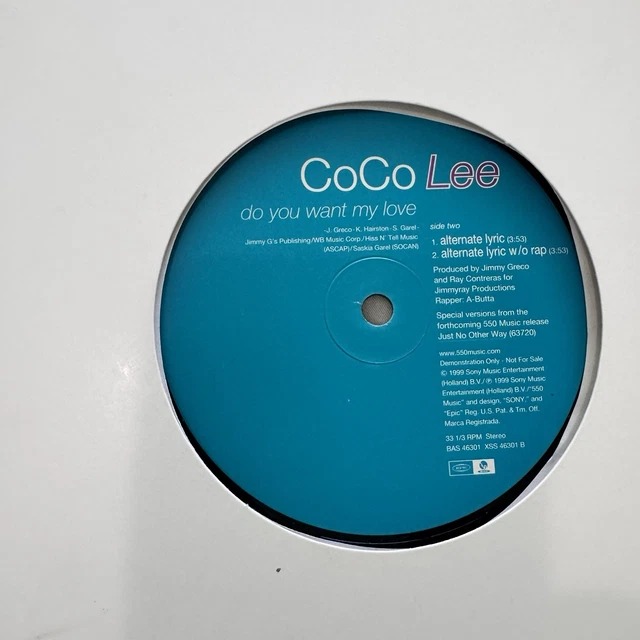 CoCo Lee
do you want my love
-J. Greco - K. Hairston - S. Garel-
Jimmy G's Publishing/WB Music Corp./Hiss N' Tell Music
(ASCAP)/Saskia Garel (SOCAN)
side two
1. alternate lyric (3:53)
2. alternate lyric w/o rap (3:53)
Produced by Jimmy Greco
and Ray Contreras for
Jimmyray Productions
Rapper: A-Butta
Special versions from the
forthcoming 550 Music release
Just No Other Way (63720)
www.550music.com
Demonstration Only - Not For Sale
© 1999 Sony Music Entertainment
(Holland) B.V./℗ 1999 Sony Music
Entertainment (Holland) B.V./"550
Music" and design, "SONY," and
"Epic" Reg. U.S. Pat. & Tm. Off.
Marca Registrada.
33 1/3 RPM Stereo
BAS 46301 XSS 46301 B